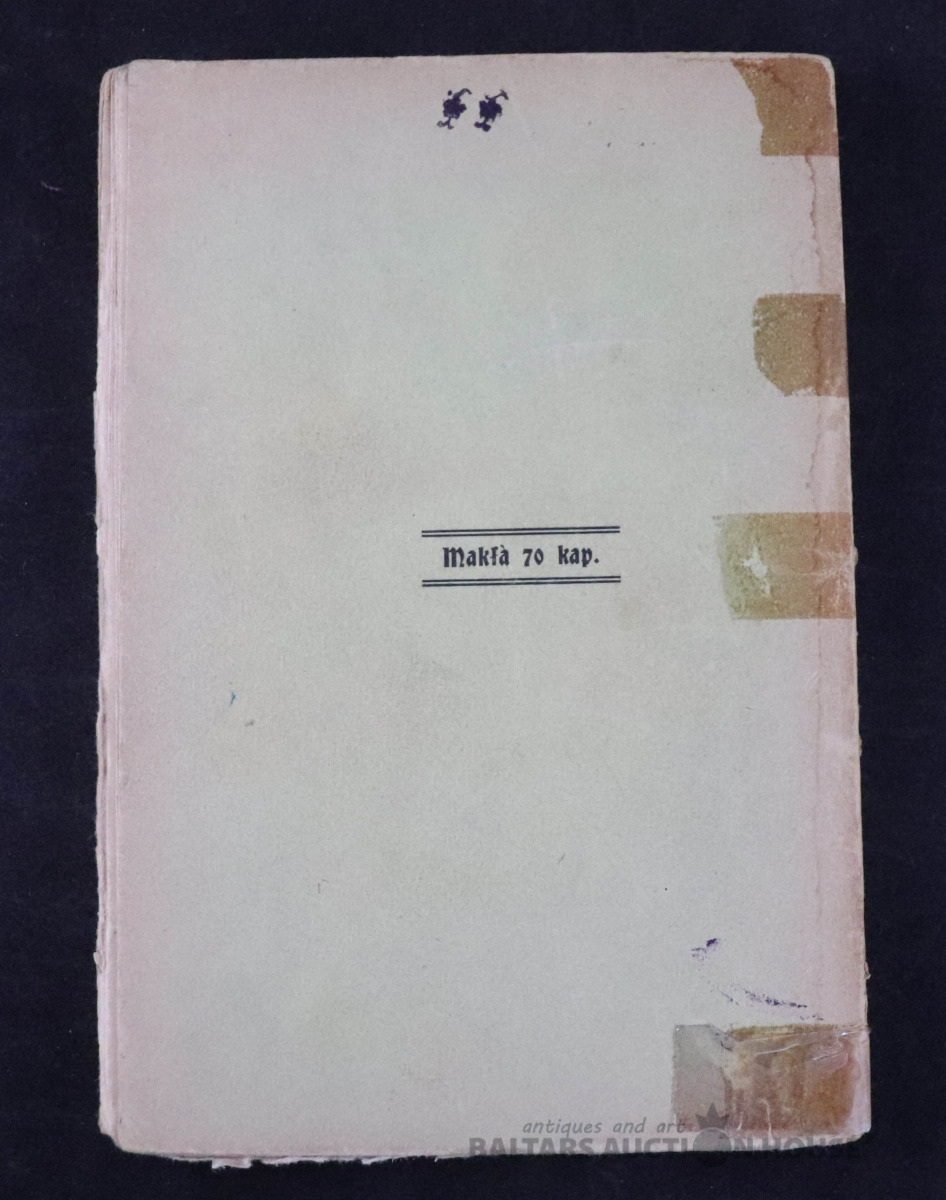 Makſà 70 kap.
antiques and art
BALTARS AUCTION HOUSE